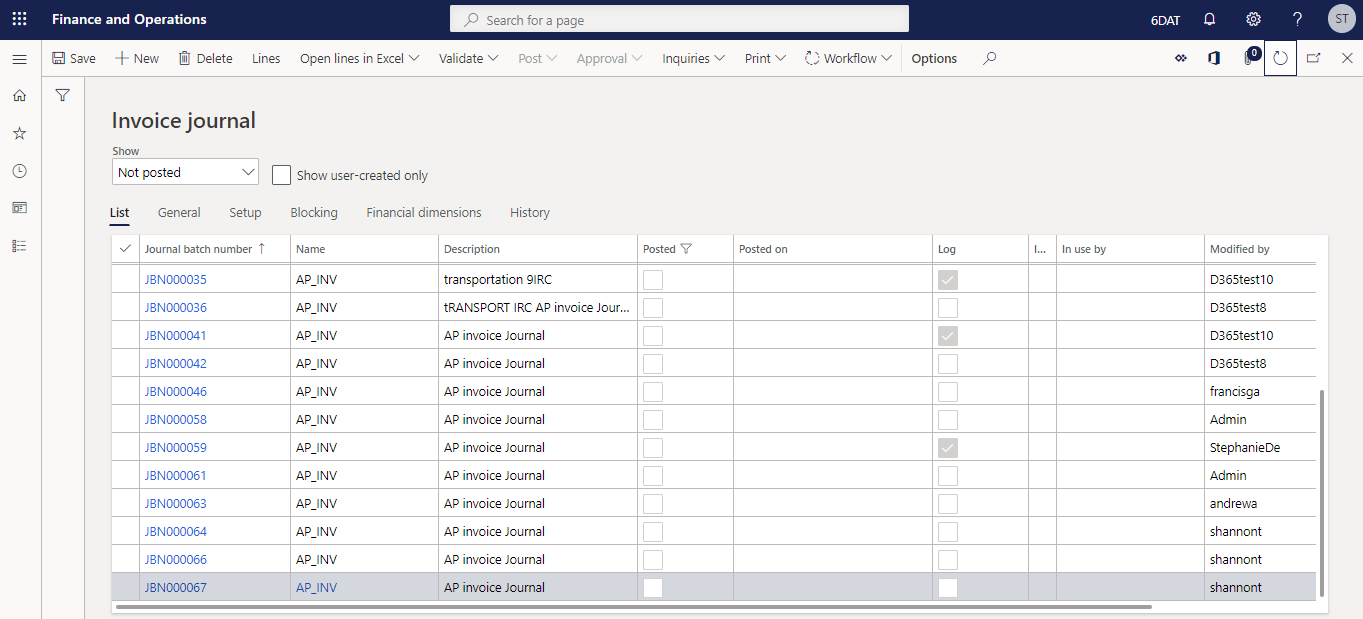 Finance and Operations
Search for a page
6DAT
ST
Save
New
Delete
Lines
Open lines in Excel
Validate
Post
Approval
Inquiries
Print
Workflow
Options
0
Invoice journal
Show
Not posted
Show user-created only
List General Setup Blocking Financial dimensions History
Journal batch number Name Description Posted Posted on Log I... In use by Modified by
JBN000035 AP_INV transportation 9IRC D365test10
JBN000036 AP_INV tRANSPORT IRC AP invoice Jour... D365test8
JBN000041 AP_INV AP invoice Journal D365test10
JBN000042 AP_INV AP invoice Journal D365test8
JBN000046 AP_INV AP invoice Journal francisga
JBN000058 AP_INV AP invoice Journal Admin
JBN000059 AP_INV AP invoice Journal StephanieDe
JBN000061 AP_INV AP invoice Journal Admin
JBN000063 AP_INV AP invoice Journal andrewa
JBN000064 AP_INV AP invoice Journal shannont
JBN000066 AP_INV AP invoice Journal shannont
JBN000067 AP_INV AP invoice Journal shannont